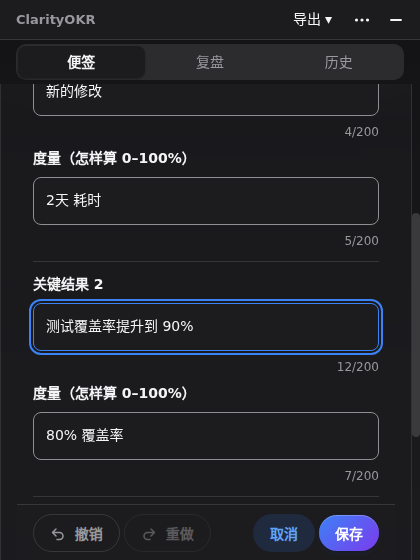 ClarityOKR
导出 ▾
便签
复盘
历史
新的修改
4/200
度量（怎样算 0–100%）
2天 耗时
5/200
关键结果 2
测试覆盖率提升到 90%
12/200
度量（怎样算 0–100%）
80% 覆盖率
7/200
撤销
重做
取消
保存